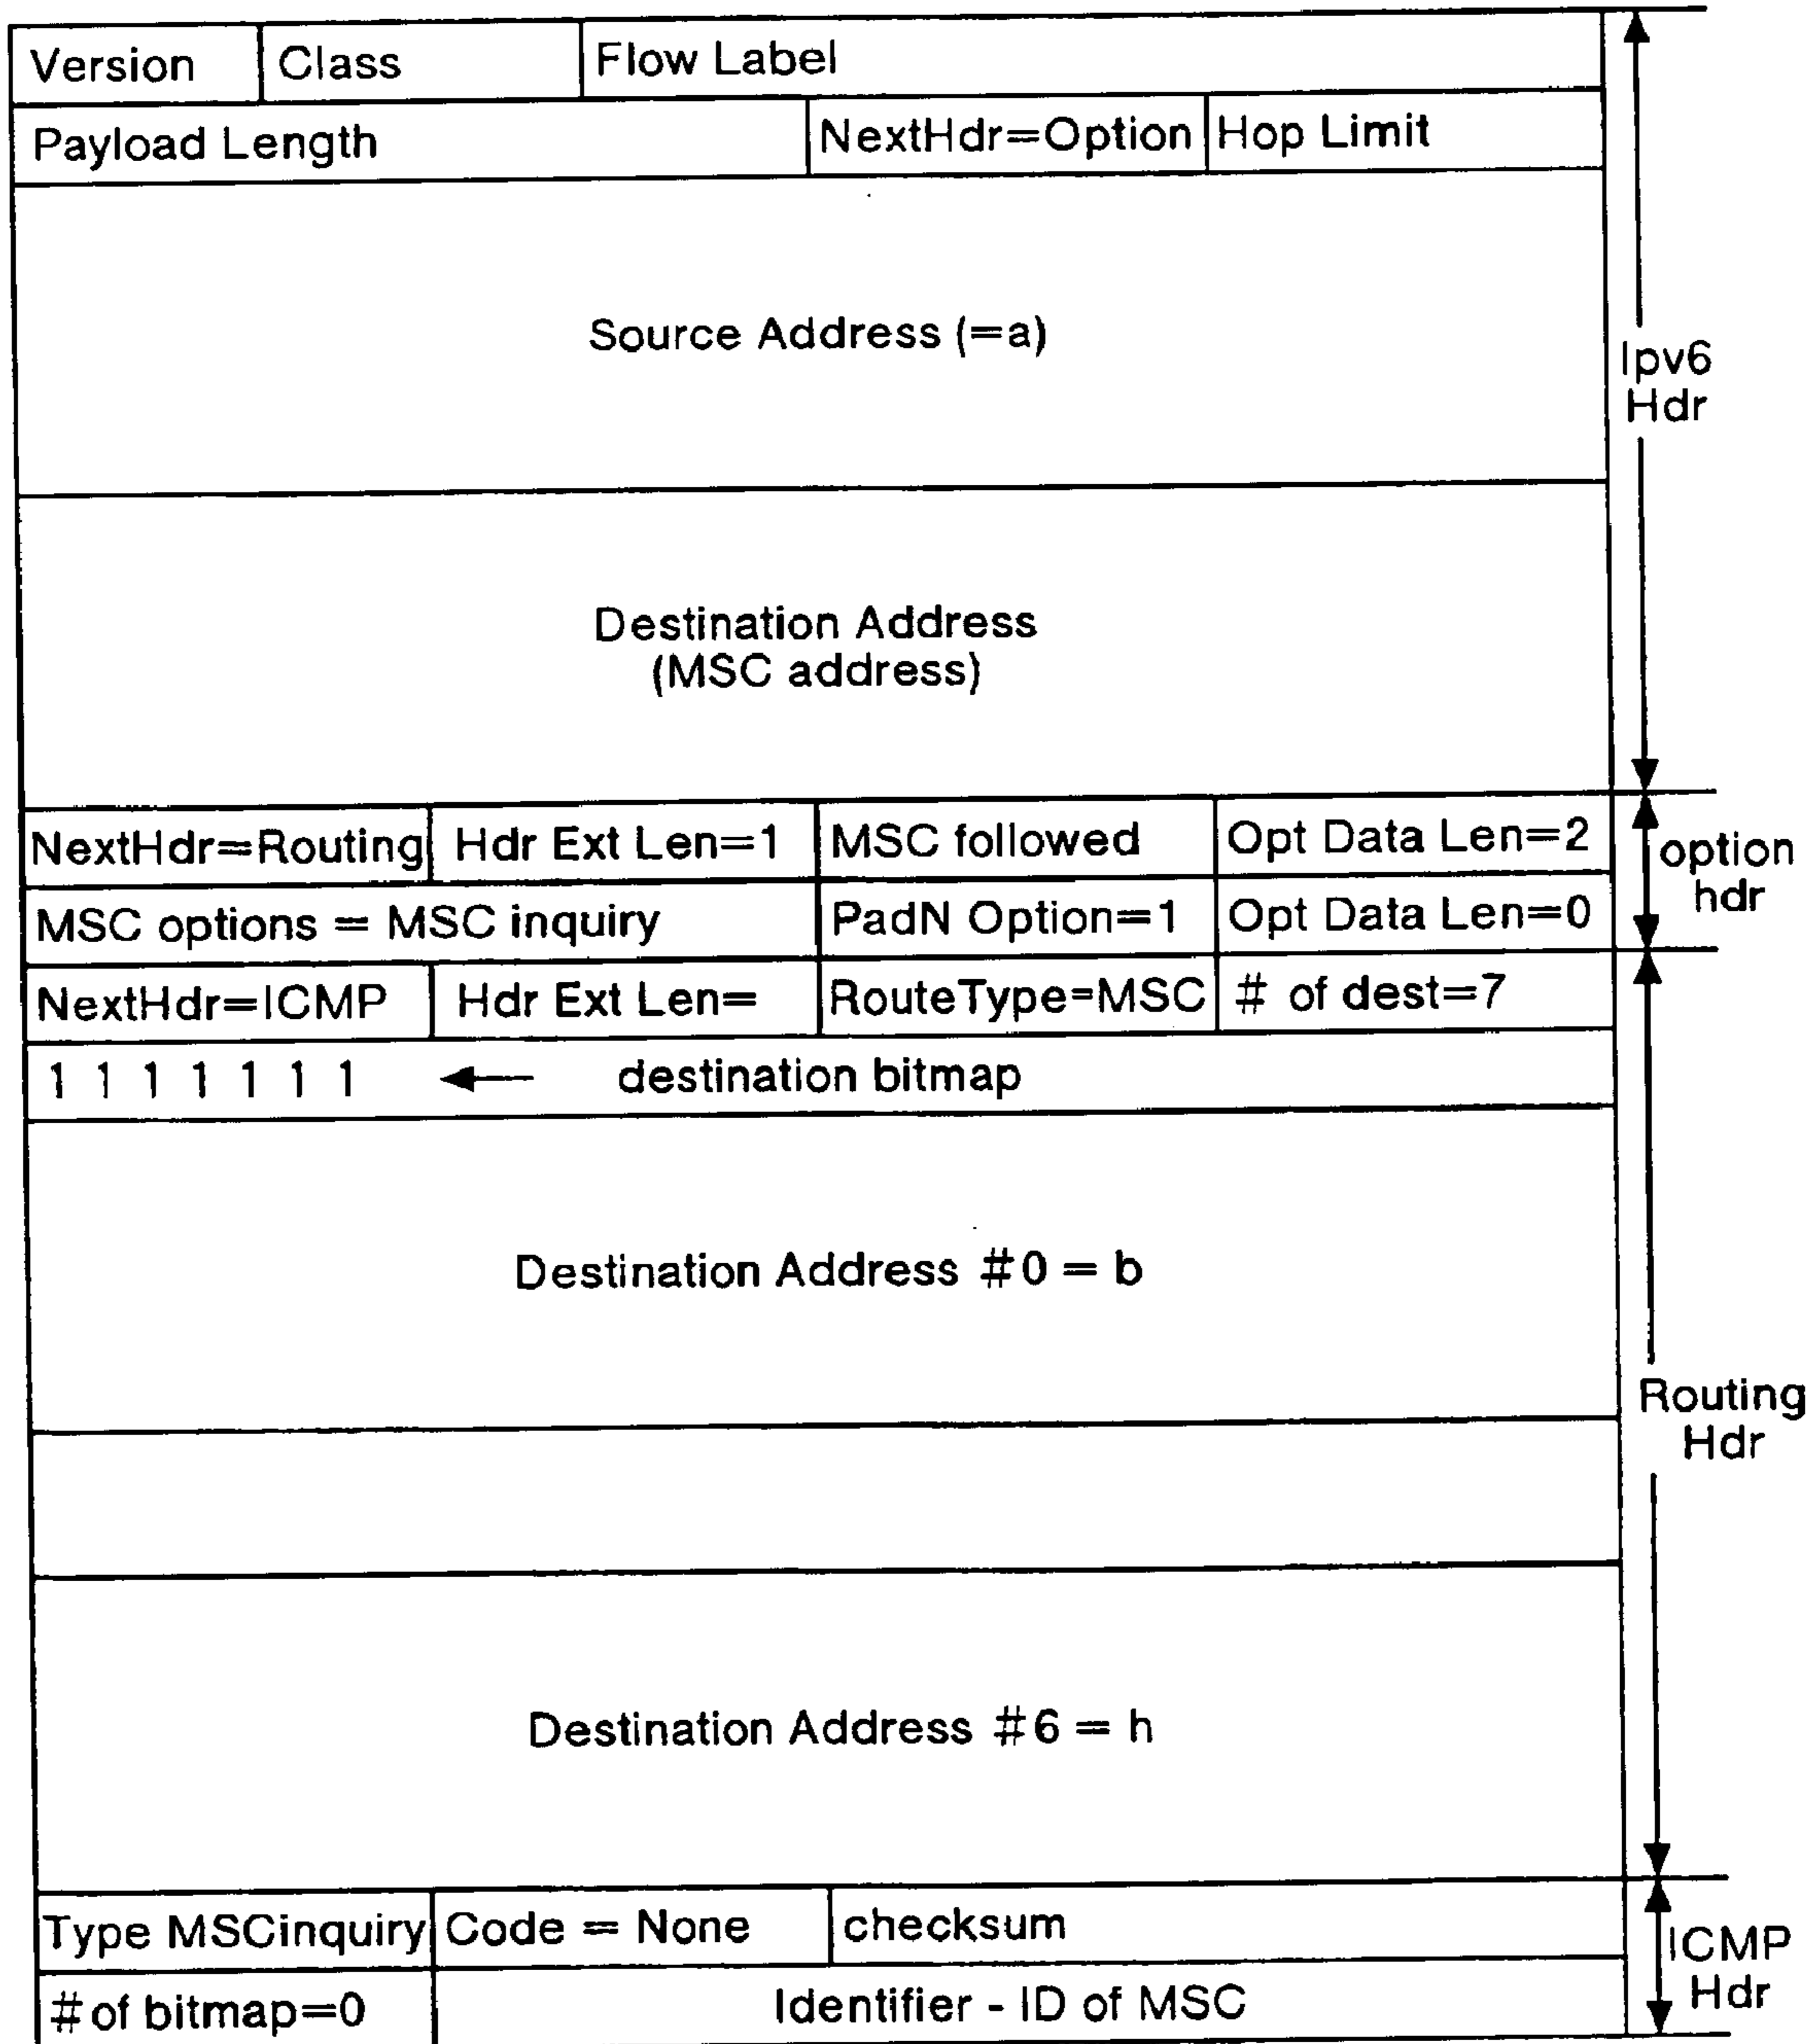 Version Class Flow Label
Payload Length NextHdr=Option Hop Limit
Source Address (=a)
Ipv6
Hdr
Destination Address
(MSC address)
NextHdr=Routing Hdr Ext Len=1 MSC followed Opt Data Len=2
MSC options = MSC inquiry PadN Option=1 Opt Data Len=0
option
hdr
NextHdr=ICMP Hdr Ext Len= RouteType=MSC # of dest=7
1 1 1 1 1 1 1 ← destination bitmap
Destination Address #0 = b
Routing
Hdr
Destination Address #6 = h
Type MSCinquiry Code = None checksum
# of bitmap=0 Identifier - ID of MSC
ICMP
Hdr